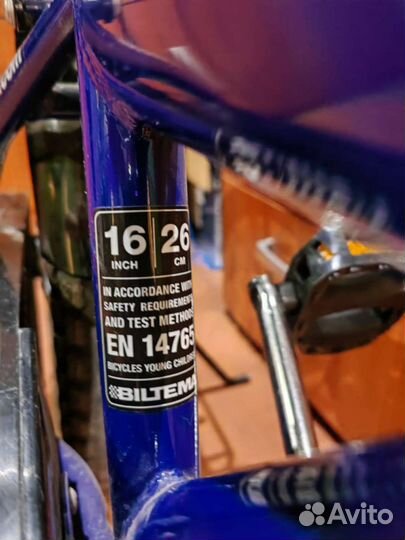 16 26
INCH CM
IN ACCORDANCE WITH
SAFETY REQUIREMENTS
AND TEST METHODS
EN 14765
BICYCLES YOUNG CHILDREN
BILTEMA
Avito